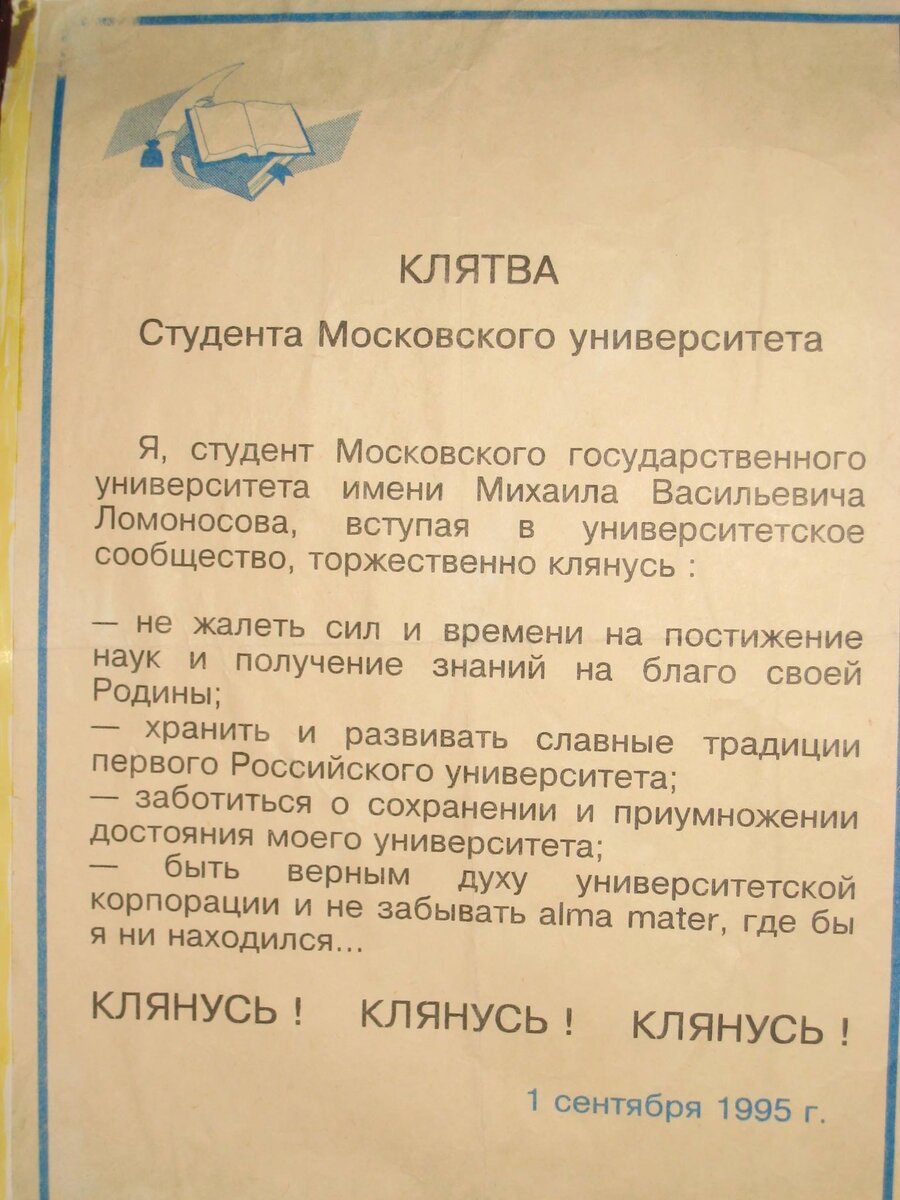 КЛЯТВА
Студента Московского университета
Я, студент Московского государственного
университета имени Михаила Васильевича
Ломоносова, вступая в университетское
сообщество, торжественно клянусь :
— не жалеть сил и времени на постижение
наук и получение знаний на благо своей
Родины;
— хранить и развивать славные традиции
первого Российского университета;
— заботиться о сохранении и приумножении
достояния моего университета;
— быть верным духу университетской
корпорации и не забывать alma mater, где бы
я ни находился...
КЛЯНУСЬ ! КЛЯНУСЬ ! КЛЯНУСЬ !
1 сентября 1995 г.